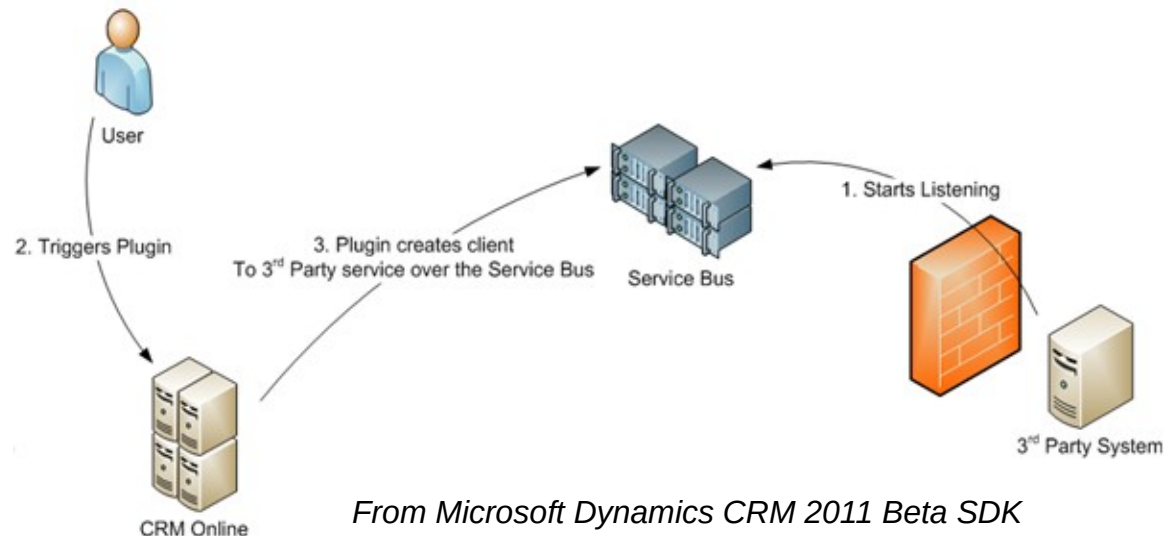 User
1. Starts Listening
2. Triggers Plugin
3. Plugin creates client
To 3rd Party service over the Service Bus
Service Bus
3rd Party System
CRM Online
From Microsoft Dynamics CRM 2011 Beta SDK